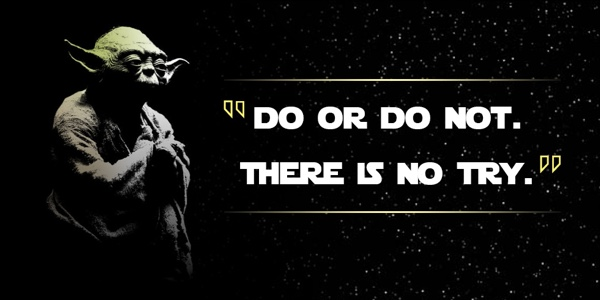 "DO OR DO NOT.
THERE IS NO TRY."